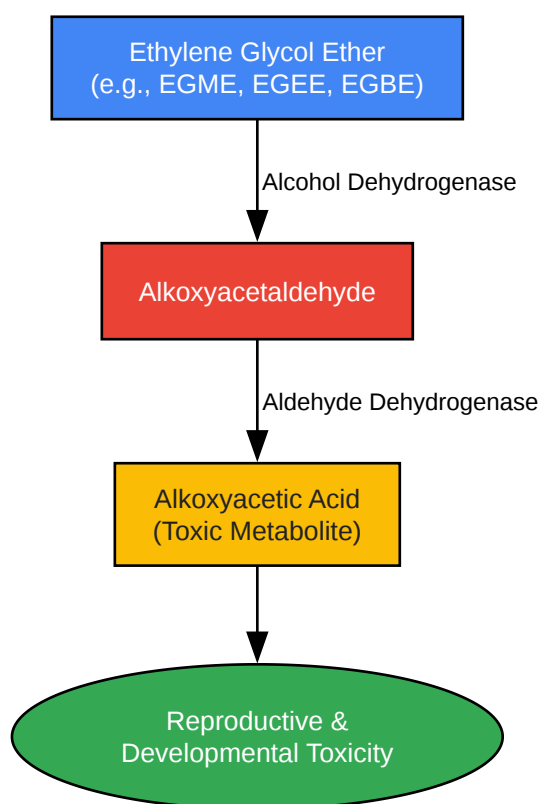 Ethylene Glycol Ether
(e.g., EGME, EGEE, EGBE)
Alcohol Dehydrogenase
Alkoxyacetaldehyde
Aldehyde Dehydrogenase
Alkoxyacetic Acid
(Toxic Metabolite)
Reproductive &
Developmental Toxicity